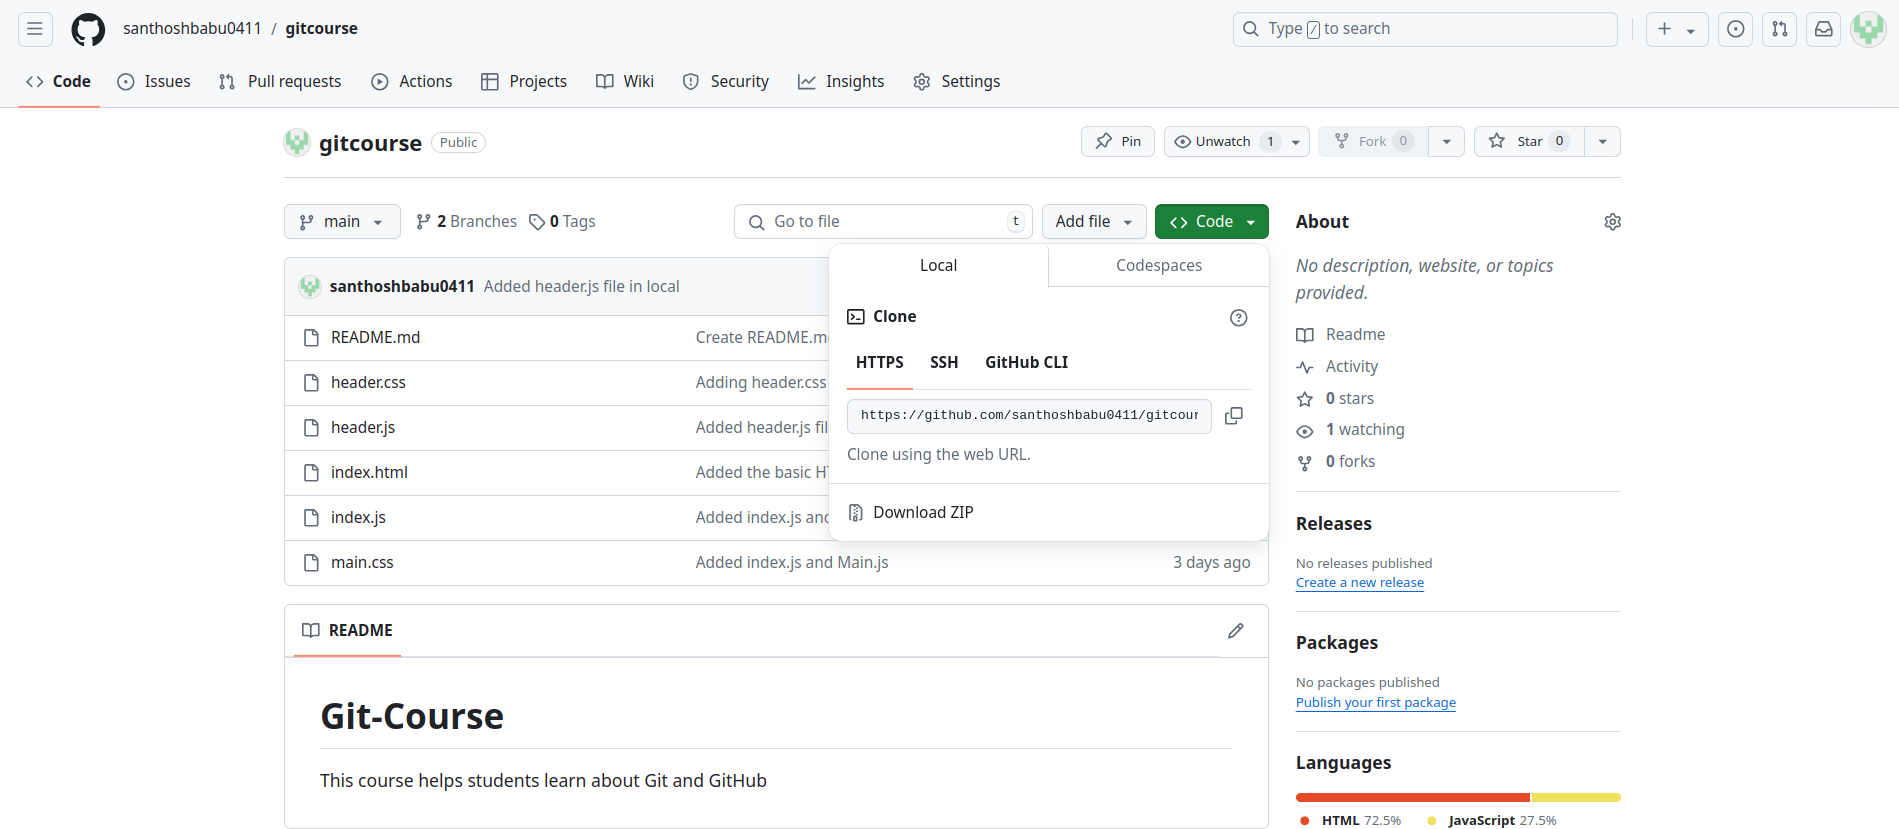 santhoshbabu0411 / gitcourse
Type / to search
Code Issues Pull requests Actions Projects Wiki Security Insights Settings
gitcourse Public
Pin Unwatch 1 Fork 0 Star 0
main 2 Branches 0 Tags Go to file t Add file Code
Local Codespaces
Clone
HTTPS SSH GitHub CLI
https://github.com/santhoshbabu0411/gitcour
Clone using the web URL.
Download ZIP
santhoshbabu0411 Added header.js file in local
README.md Create README.m
header.css Adding header.css
header.js Added header.js fil
index.html Added the basic H
index.js Added index.js and
main.css Added index.js and Main.js 3 days ago
README
Git-Course
This course helps students learn about Git and GitHub
About
No description, website, or topics
provided.
Readme
Activity
0 stars
1 watching
0 forks
Releases
No releases published
Create a new release
Packages
No packages published
Publish your first package
Languages
HTML 72.5% JavaScript 27.5%